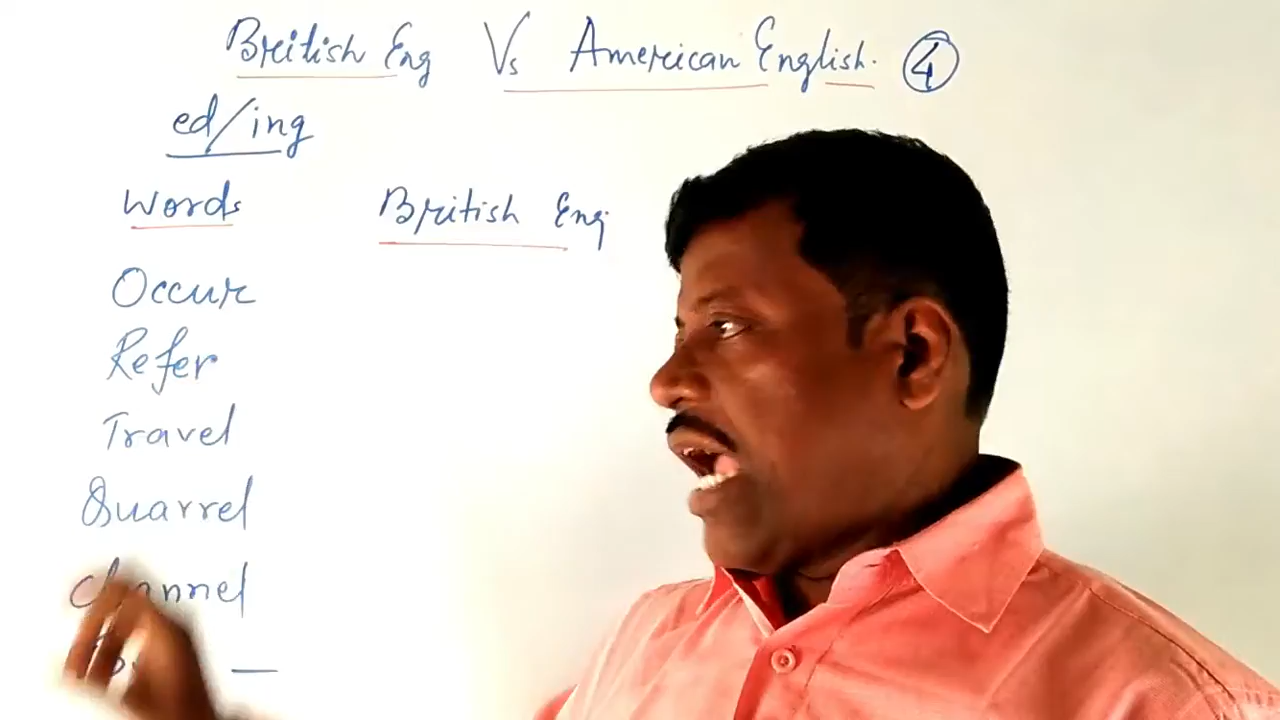 British Eng Vs American English. 4
ed/ing
Words British Eng
Occur
Refer
Travel
Quarrel
Channel